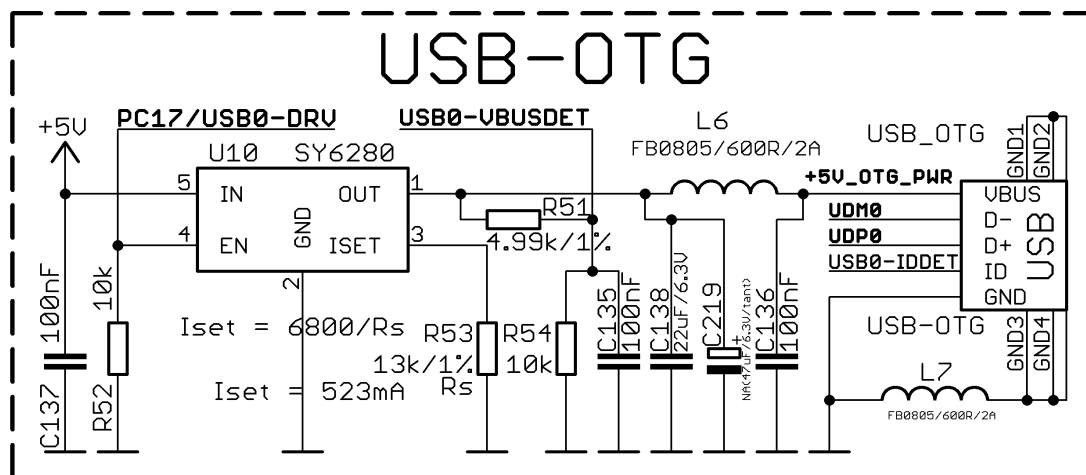 USB-OTG
PC17/USB0-DRV
USB0-VBUSDET
+5V
L6
FB0805/600R/2A
USB_OTG
GND1
GND2
U10 SY6280
+5V_OTG_PWR
5 IN OUT 1
4 EN GND ISET 3
2
R51
4.99k/1%
VBUS
D-
D+
ID
GND
USB
UDM0
UDP0
USB0-IDDET
USB-OTG
GND3
GND4
100nF
C137
10k
R52
Iset = 6800/Rs
Iset = 523mA
R53
13k/1%
Rs
R54
10k
C135
100nF
C138
22uF/6.3V
C219
+
NA(47uF/6.3V/tant)
C136
100nF
L7
FB0805/600R/2A